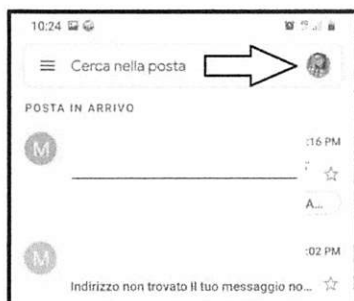 10:24
Cerca nella posta
POSTA IN ARRIVO
M
:16 PM
A...
M
:02 PM
Indirizzo non trovato Il tuo messaggio no...